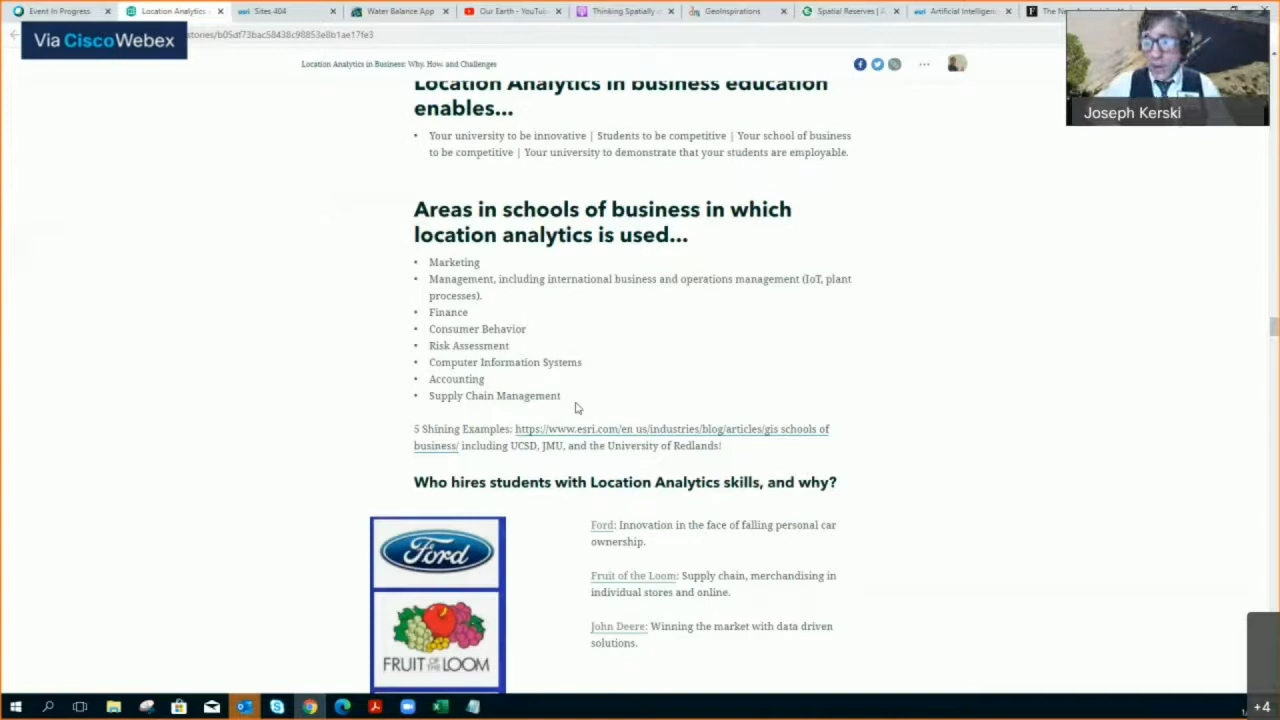 Event In Progress
Location Analytics
Sites 404
Water Balance App
Our Earth - YouTu
Thinking Spatially
GeoInspirations
Spatial Reserves | 
Artificial Intelligen
Via CiscoWebex
tories/b05df73bac58438c98853e8b1ae17fe3
Location Analytics in Business: Why, How, and Challenges
Joseph Kerski
Location Analytics in business education
enables...
• Your university to be innovative | Students to be competitive | Your school of business
to be competitive | Your university to demonstrate that your students are employable.
Areas in schools of business in which
location analytics is used...
• Marketing
• Management, including international business and operations management (IoT, plant
processes).
• Finance
• Consumer Behavior
• Risk Assessment
• Computer Information Systems
• Accounting
• Supply Chain Management
5 Shining Examples: https://www.esri.com/en us/industries/blog/articles/gis schools of
business/ including UCSD, JMU, and the University of Redlands!
Who hires students with Location Analytics skills, and why?
Ford
Ford: Innovation in the face of falling personal car
ownership.
Fruit of the Loom: Supply chain, merchandising in
individual stores and online.
FRUIT OF THE LOOM
John Deere: Winning the market with data driven
solutions.
+4